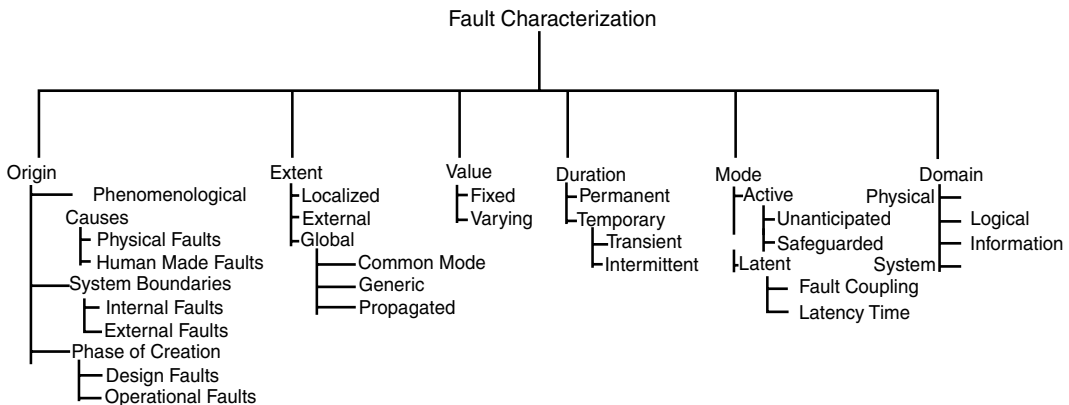 Fault Characterization
Origin
Phenomenological
Causes
Physical Faults
Human Made Faults
System Boundaries
Internal Faults
External Faults
Phase of Creation
Design Faults
Operational Faults
Extent
Localized
External
Global
Common Mode
Generic
Propagated
Value
Fixed
Varying
Duration
Permanent
Temporary
Transient
Intermittent
Mode
Active
Unanticipated
Safeguarded
Latent
Fault Coupling
Latency Time
Domain
Physical
Logical
Information
System